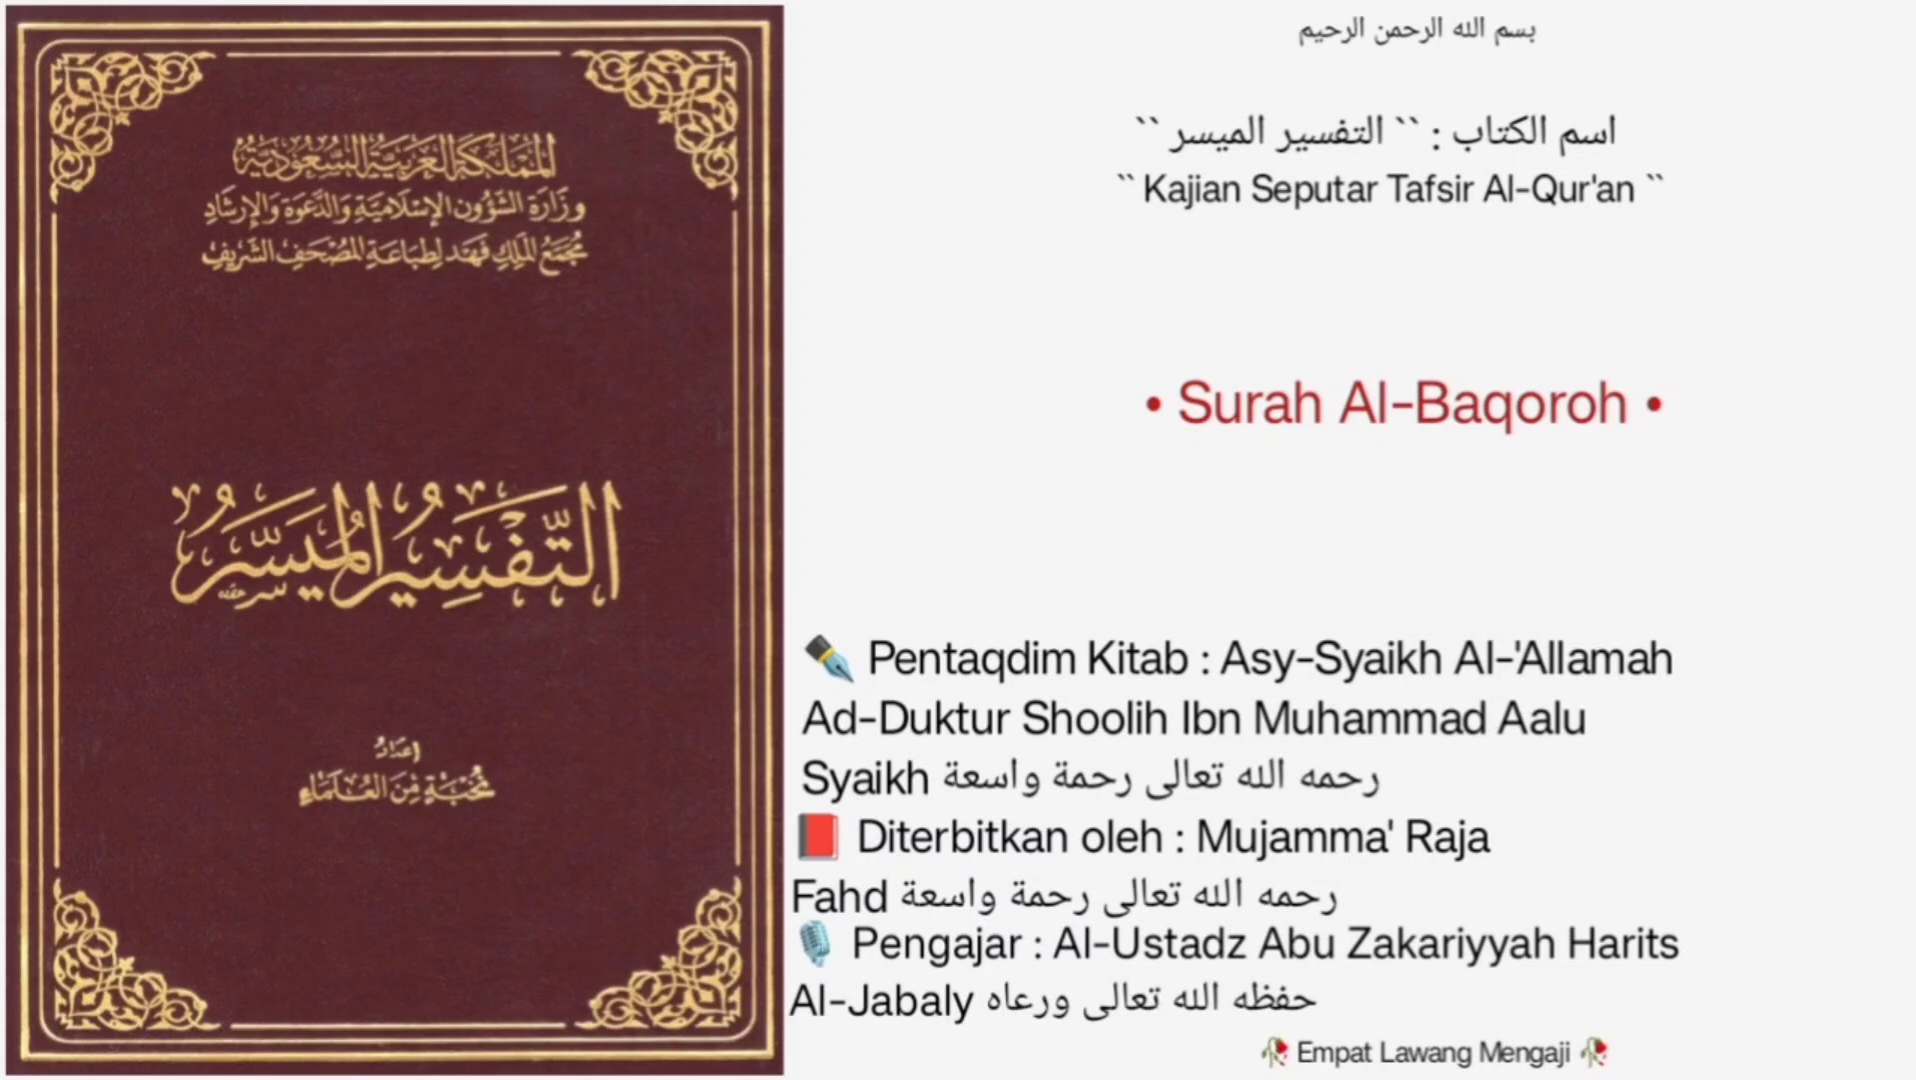 المملكة العربية السعودية
وزارة الشؤون الإسلامية والدعوة والإرشاد
مجمع الملك فهد لطباعة المصحف الشريف
التفسير الميسر
إعداد
نخبة من العلماء
بسم الله الرحمن الرحيم
اسم الكتاب : `` التفسير الميسر ``
`` Kajian Seputar Tafsir Al-Qur'an ``
• Surah Al-Baqoroh •
✒️ Pentaqdim Kitab : Asy-Syaikh Al-'Allamah
Ad-Duktur Shoolih Ibn Muhammad Aalu
Syaikh رحمه الله تعالى رحمة واسعة
📕 Diterbitkan oleh : Mujamma' Raja
Fahd رحمه الله تعالى رحمة واسعة
🎙️ Pengajar : Al-Ustadz Abu Zakariyyah Harits
Al-Jabaly حفظه الله تعالى ورعاه
🥀 Empat Lawang Mengaji 🥀